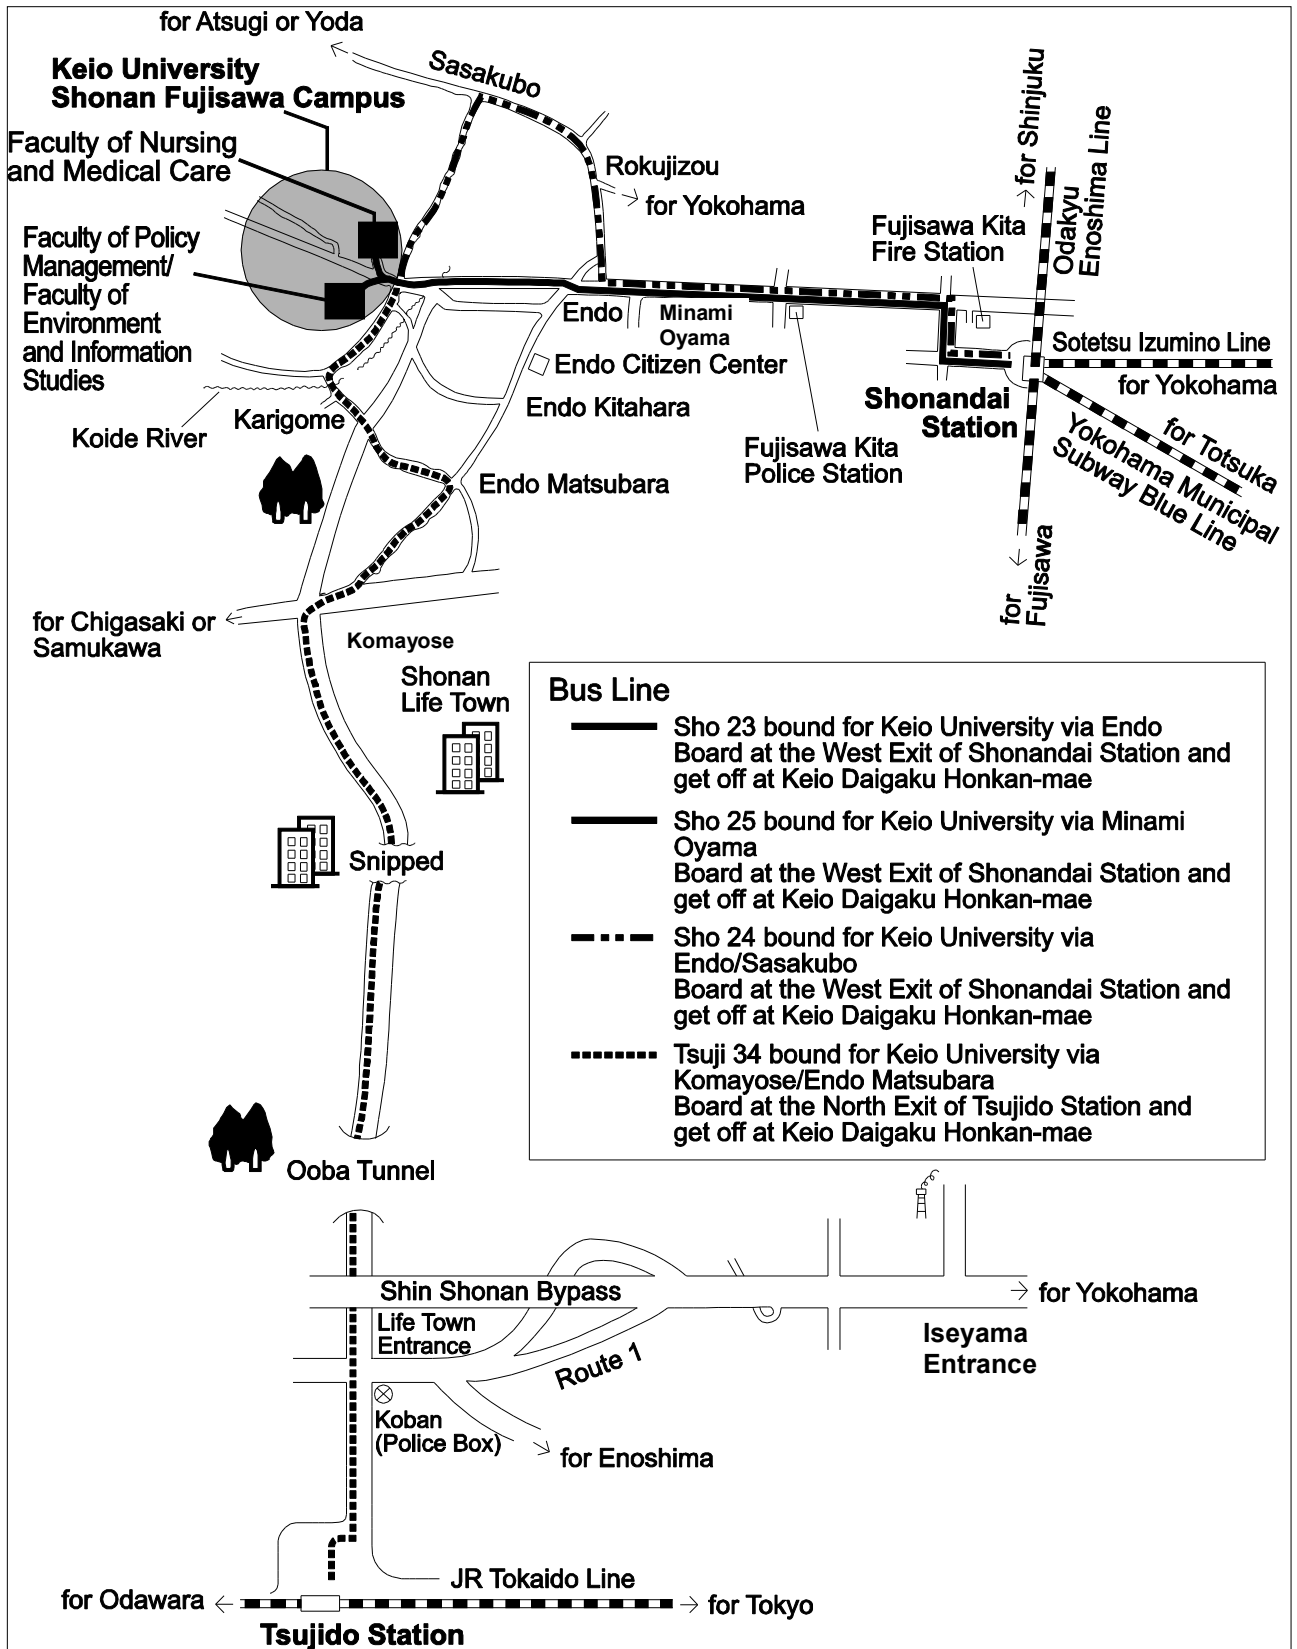 for Atsugi or Yoda
Sasakubo
Keio University
Shonan Fujisawa Campus
Faculty of Nursing
and Medical Care
Rokujizou
for Yokohama
for Shinjuku
Odakyu
Enoshima Line
Fujisawa Kita
Fire Station
Faculty of Policy
Management/
Faculty of
Environment
and Information
Studies
Endo
Minami
Oyama
Endo Citizen Center
Sotetsu Izumino Line
for Yokohama
Shonandai
Station
Endo Kitahara
Karigome
Koide River
Fujisawa Kita
Police Station
for Totsuka
Yokohama Municipal
Subway Blue Line
Endo Matsubara
for
Fujisawa
for Chigasaki or
Samukawa
Komayose
Shonan
Life Town
Snipped
Bus Line
Sho 23 bound for Keio University via Endo
Board at the West Exit of Shonandai Station and
get off at Keio Daigaku Honkan-mae
Sho 25 bound for Keio University via Minami
Oyama
Board at the West Exit of Shonandai Station and
get off at Keio Daigaku Honkan-mae
Sho 24 bound for Keio University via
Endo/Sasakubo
Board at the West Exit of Shonandai Station and
get off at Keio Daigaku Honkan-mae
Tsuji 34 bound for Keio University via
Komayose/Endo Matsubara
Board at the North Exit of Tsujido Station and
get off at Keio Daigaku Honkan-mae
Ooba Tunnel
Shin Shonan Bypass
for Yokohama
Life Town
Entrance
Iseyama
Entrance
Route 1
Koban
(Police Box)
for Enoshima
JR Tokaido Line
for Odawara
for Tokyo
Tsujido Station